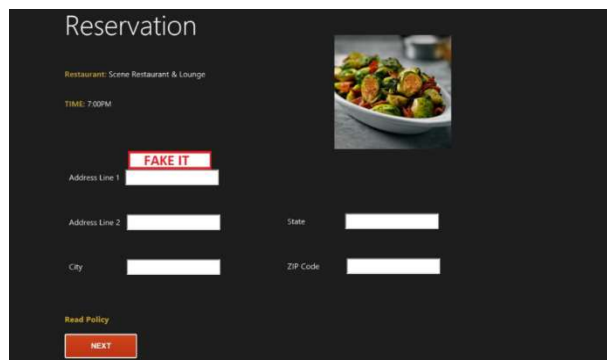 Reservation
Restaurant: Scene Restaurant & Lounge
TIME: 7:00PM
FAKE IT
Address Line 1
Address Line 2
State
City
ZIP Code
Read Policy
NEXT